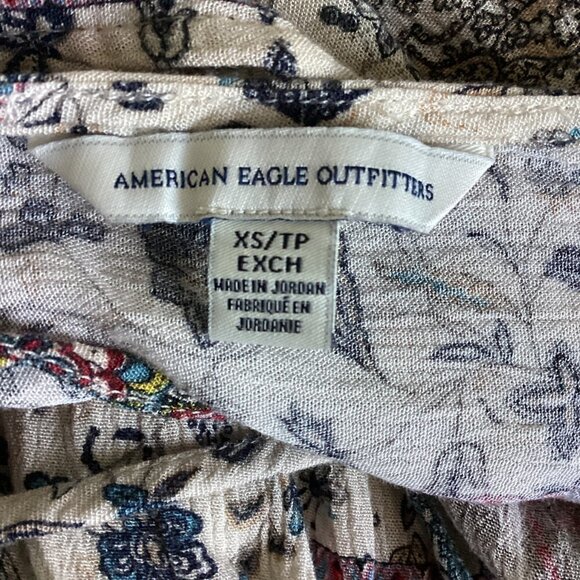 AMERICAN EAGLE OUTFITTERS
XS/TP
EXCH
MADE IN JORDAN
FABRIQUÉ EN
JORDANIE